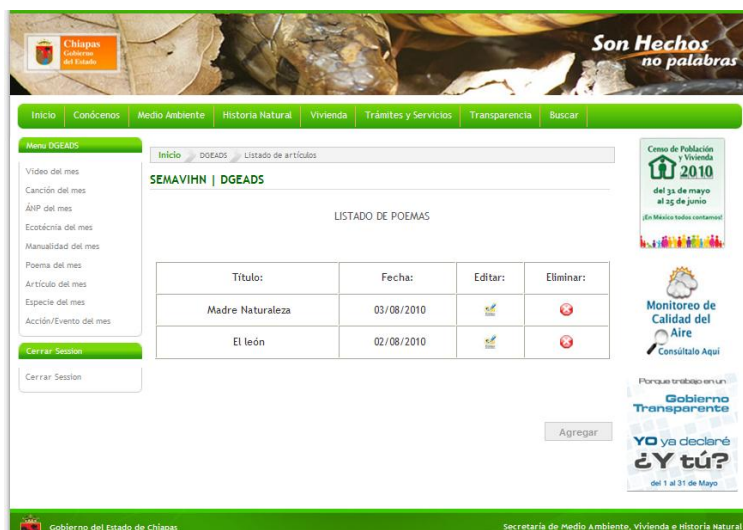 Chiapas
Gobierno
del Estado
Son Hechos
no palabras
Inicio
Conócenos
Medio Ambiente
Historia Natural
Vivienda
Trámites y Servicios
Transparencia
Buscar
Menu DGEADS
Video del mes
Canción del mes
ÁNP del mes
Ecotécnia del mes
Manualidad del mes
Poema del mes
Artículo del mes
Especie del mes
Acción/Evento del mes
Cerrar Session
Cerrar Session
Inicio DGEADS Listado de artículos
SEMAVIHN | DGEADS
LISTADO DE POEMAS
Título: Fecha: Editar: Eliminar:
Madre Naturaleza 03/08/2010
El león 02/08/2010
Agregar
Censo de Población
y Vivienda
2010
del 31 de mayo
al 25 de junio
¡En México todos contamos!
Monitoreo de
Calidad del
Aire
Consúltalo Aquí
Porque trabajo en un
Gobierno
Transparente
YO ya declaré
¿Y tú?
del 1 al 31 de Mayo
Gobierno del Estado de Chiapas
Secretaría de Medio Ambiente, Vivienda e Historia Natural